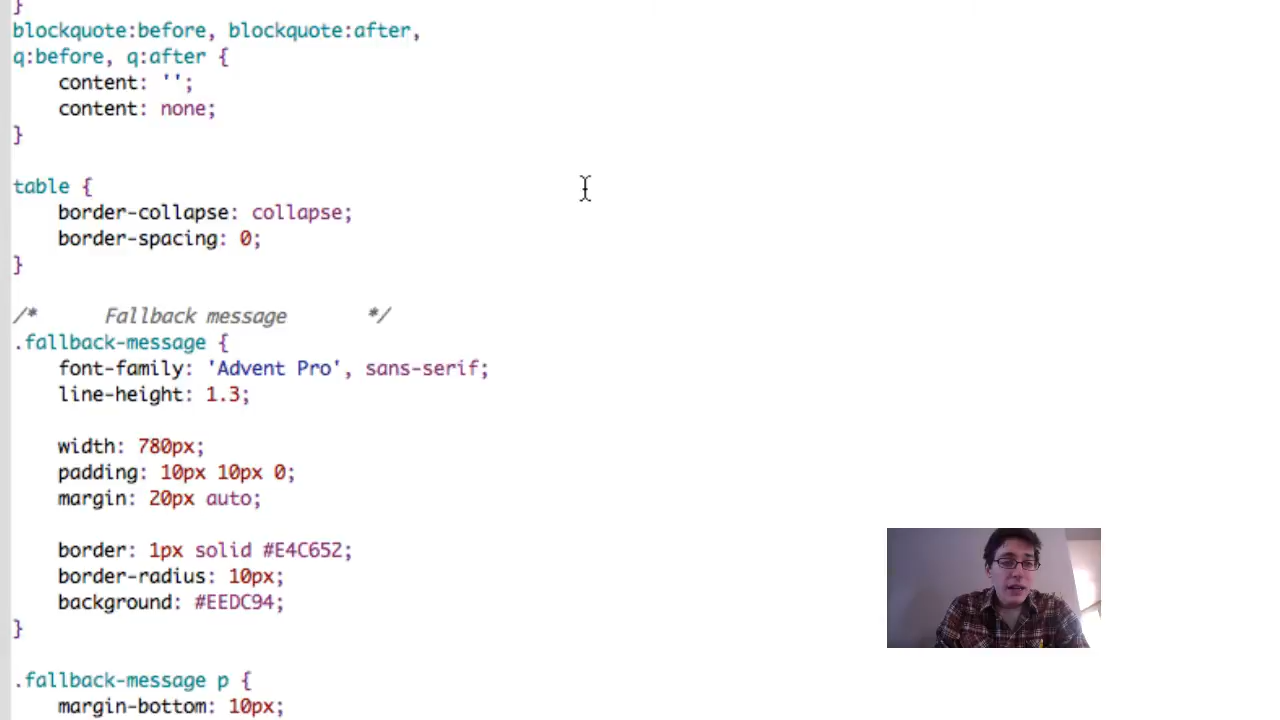 }
blockquote:before, blockquote:after,
q:before, q:after {
    content: '';
    content: none;
}

table {
    border-collapse: collapse;
    border-spacing: 0;
}

/*      Fallback message       */
.fallback-message {
    font-family: 'Advent Pro', sans-serif;
    line-height: 1.3;

    width: 780px;
    padding: 10px 10px 0;
    margin: 20px auto;

    border: 1px solid #E4C652;
    border-radius: 10px;
    background: #EEDC94;
}

.fallback-message p {
    margin-bottom: 10px;